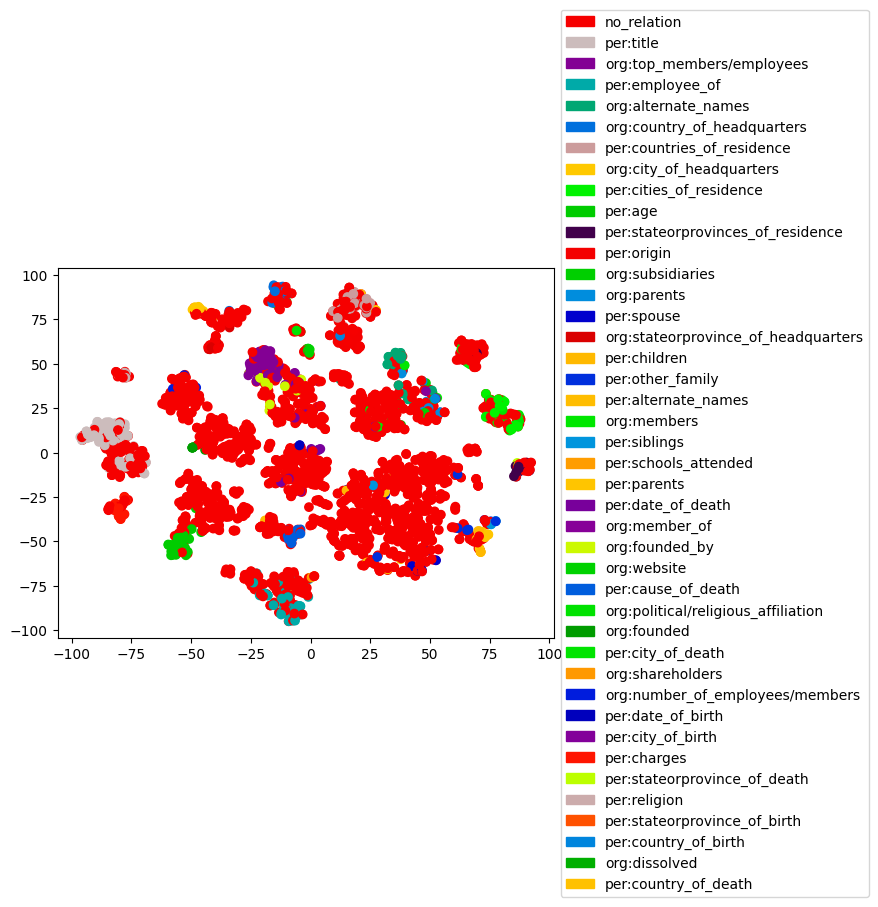 no_relation
per:title
org:top_members/employees
per:employee_of
org:alternate_names
org:country_of_headquarters
per:countries_of_residence
org:city_of_headquarters
per:cities_of_residence
per:age
per:stateorprovinces_of_residence
per:origin
org:subsidiaries
org:parents
per:spouse
org:stateorprovince_of_headquarters
per:children
per:other_family
per:alternate_names
org:members
per:siblings
per:schools_attended
per:parents
per:date_of_death
org:member_of
org:founded_by
org:website
per:cause_of_death
org:political/religious_affiliation
org:founded
per:city_of_death
org:shareholders
org:number_of_employees/members
per:date_of_birth
per:city_of_birth
per:charges
per:stateorprovince_of_death
per:religion
per:stateorprovince_of_birth
per:country_of_birth
org:dissolved
per:country_of_death
100
75
50
25
0
−25
−50
−75
−100
−100 −75 −50 −25 0 25 50 75 100